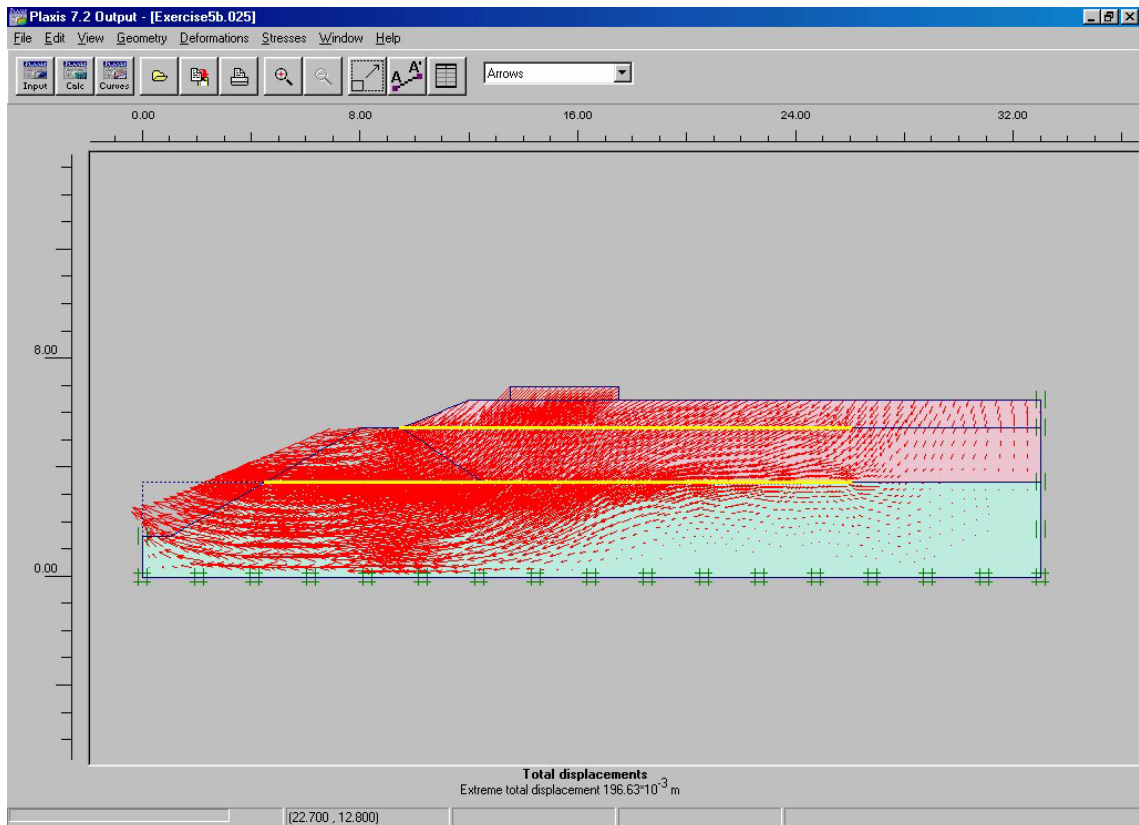 Plaxis 7.2 Output - [Exercise5b.025]
File Edit View Geometry Deformations Stresses Window Help
Input Calc Curves A A' Arrows
0.00 8.00 16.00 24.00 32.00
8.00
0.00
Total displacements
Extreme total displacement 196.63*10-3 m
(22.700 , 12.800)